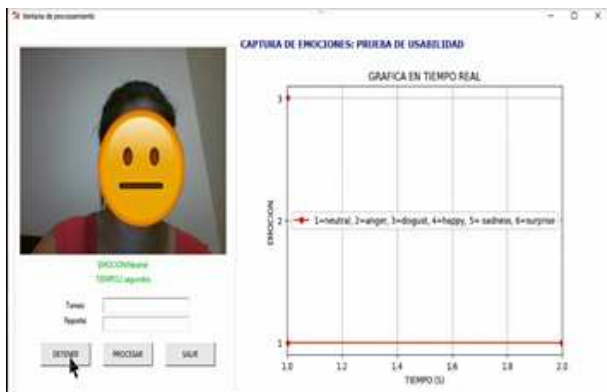 Ventana de procesamiento
CAPTURA DE EMOCIONES: PRUEBA DE USABILIDAD
GRAFICA EN TIEMPO REAL
EMOCION:Neutral
TIEMPO:2 segundos
Tareas:
Reporte:
DETENER
PROCESAR
SALIR
EMOCION
3
2
1
1=neutral, 2=anger, 3=disgust, 4=happy, 5= sadness, 6=surprise
1.0 1.2 1.4 1.6 1.8 2.0
TIEMPO (S)